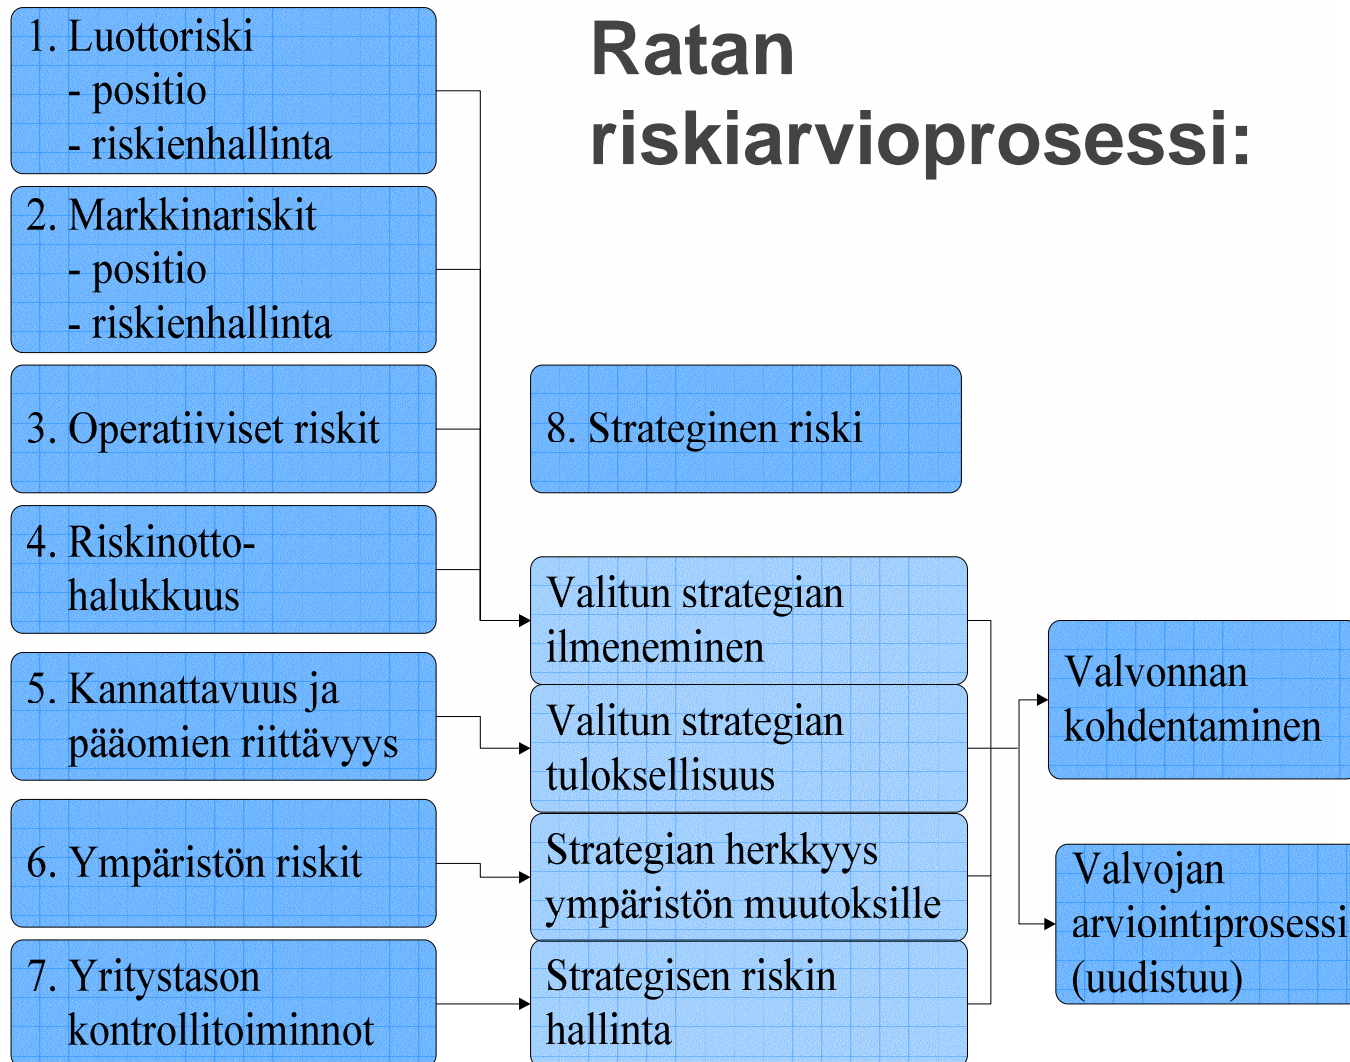 Ratan
riskiarvioprosessi:
1. Luottoriski
- positio
- riskienhallinta
2. Markkinariskit
- positio
- riskienhallinta
3. Operatiiviset riskit
4. Riskinotto-
halukkuus
5. Kannattavuus ja
pääomien riittävyys
6. Ympäristön riskit
7. Yritystason
kontrollitoiminnot
8. Strateginen riski
Valitun strategian
ilmeneminen
Valitun strategian
tuloksellisuus
Strategian herkkyys
ympäristön muutoksille
Strategisen riskin
hallinta
Valvonnan
kohdentaminen
Valvojan
arviointiprosessi
(uudistuu)